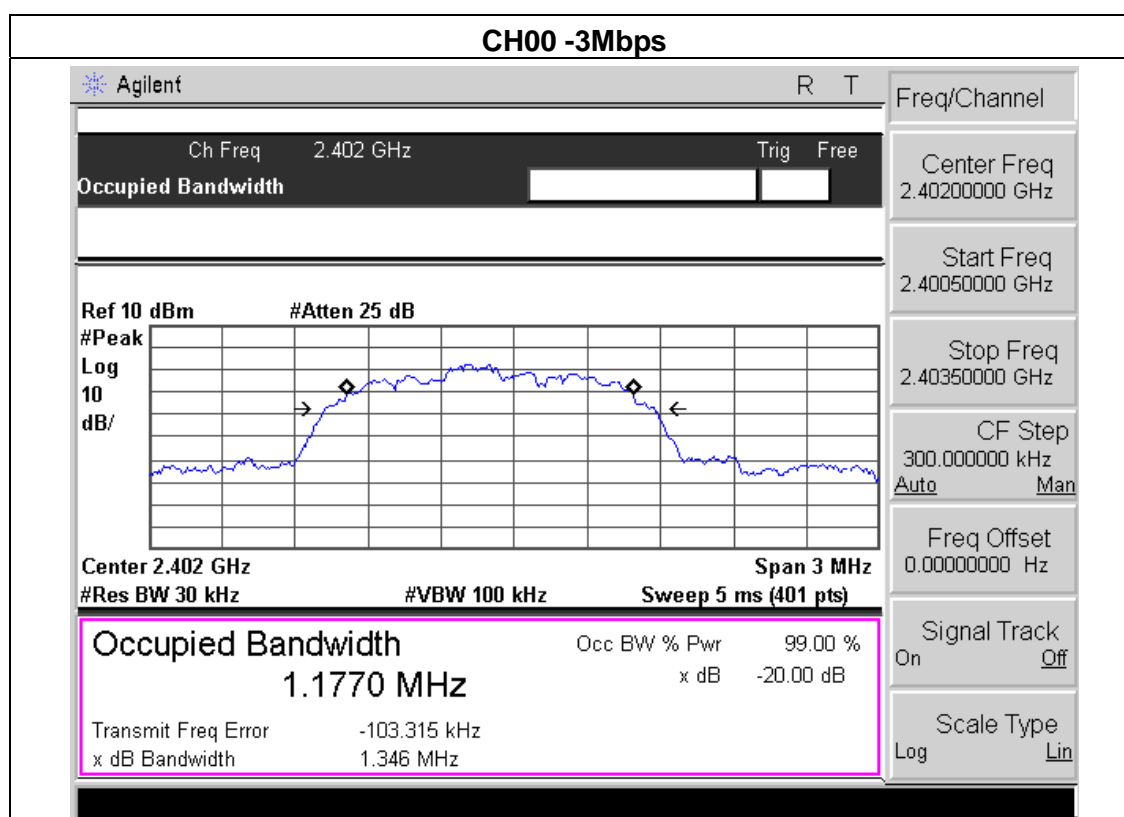 CH00 -3Mbps
Agilent R T
Ch Freq 2.402 GHz Trig Free
Occupied Bandwidth
Ref 10 dBm #Atten 25 dB
#Peak
Log
10
dB/
Center 2.402 GHz Span 3 MHz
#Res BW 30 kHz #VBW 100 kHz Sweep 5 ms (401 pts)
Occupied Bandwidth Occ BW % Pwr 99.00 %
1.1770 MHz x dB -20.00 dB
Transmit Freq Error -103.315 kHz
x dB Bandwidth 1.346 MHz
Freq/Channel
Center Freq
2.40200000 GHz
Start Freq
2.40050000 GHz
Stop Freq
2.40350000 GHz
CF Step
300.000000 kHz
Auto Man
Freq Offset
0.00000000 Hz
Signal Track
On Off
Scale Type
Log Lin